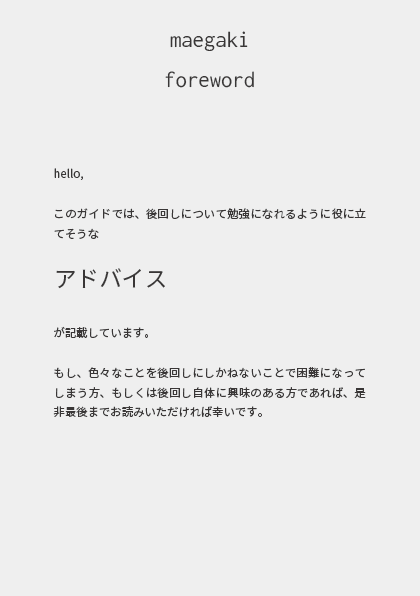 maegaki
foreword
hello,
このガイドでは、後回しについて勉強になれるように役に立
てそうな
アドバイス
が記載しています。
もし、色々なことを後回しにしかねないことで困難になって
しまう方、もしくは後回し自体に興味のある方であれば、是
非最後までお読みいただければ幸いです。